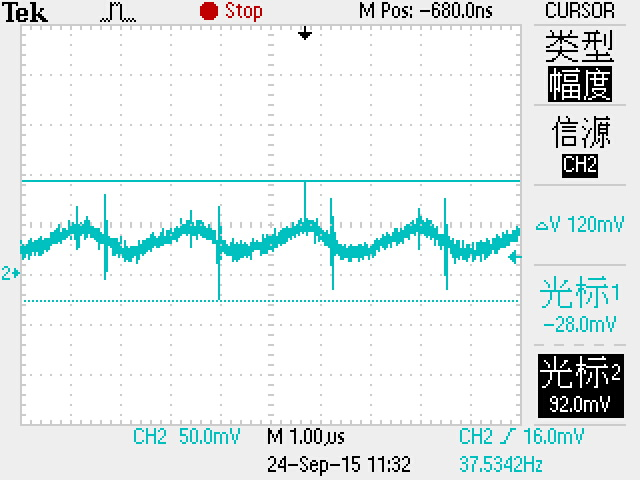 Tek Stop M Pos: -680.0ns CURSOR
类型
幅度
信源
CH2
△V 120mV
2
光标1
-28.0mV
光标2
92.0mV
CH2 50.0mV M 1.00µs CH2 16.0mV
24-Sep-15 11:32 37.5342Hz